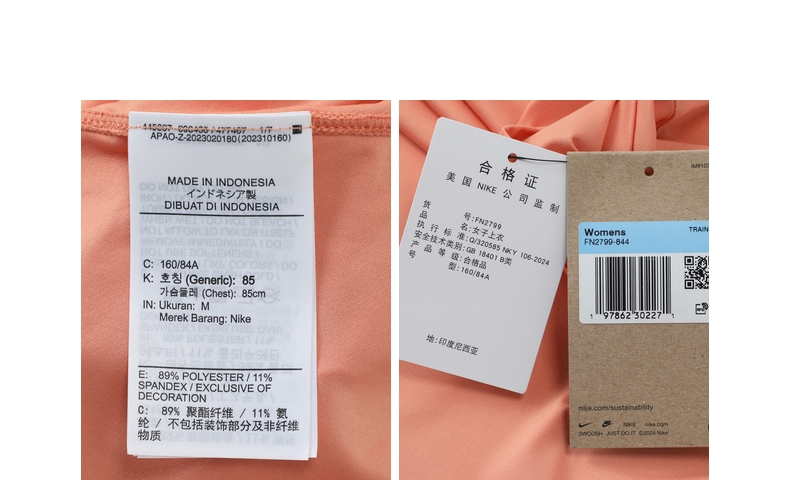 APAO-Z-2023020180(202310160)
MADE IN INDONESIA
インドネシア製
DIBUAT DI INDONESIA
C: 160/84A
K: 호칭 (Generic): 85
가슴둘레 (Chest): 85cm
IN: Ukuran: M
Merek Barang: Nike
E: 89% POLYESTER / 11%
SPANDEX / EXCLUSIVE OF
DECORATION
C: 89% 聚酯纤维 / 11% 氨
纶 / 不包括装饰部分及非纤维
物质
合格证
美国 NIKE 公司监制
货号:FN2799
品名:女子上衣
执行标准:Q/320585 NKY 106-2024
安全技术类别:GB 18401 B类
产品等级:合格品
号型:160/84A
地:印度尼西亚
Womens
TRAIN
FN2799-844
1 97862 30227 1
nike.com/sustainability
NIKE nike.com
SWOOSH JUST DO IT ©2024 Nike